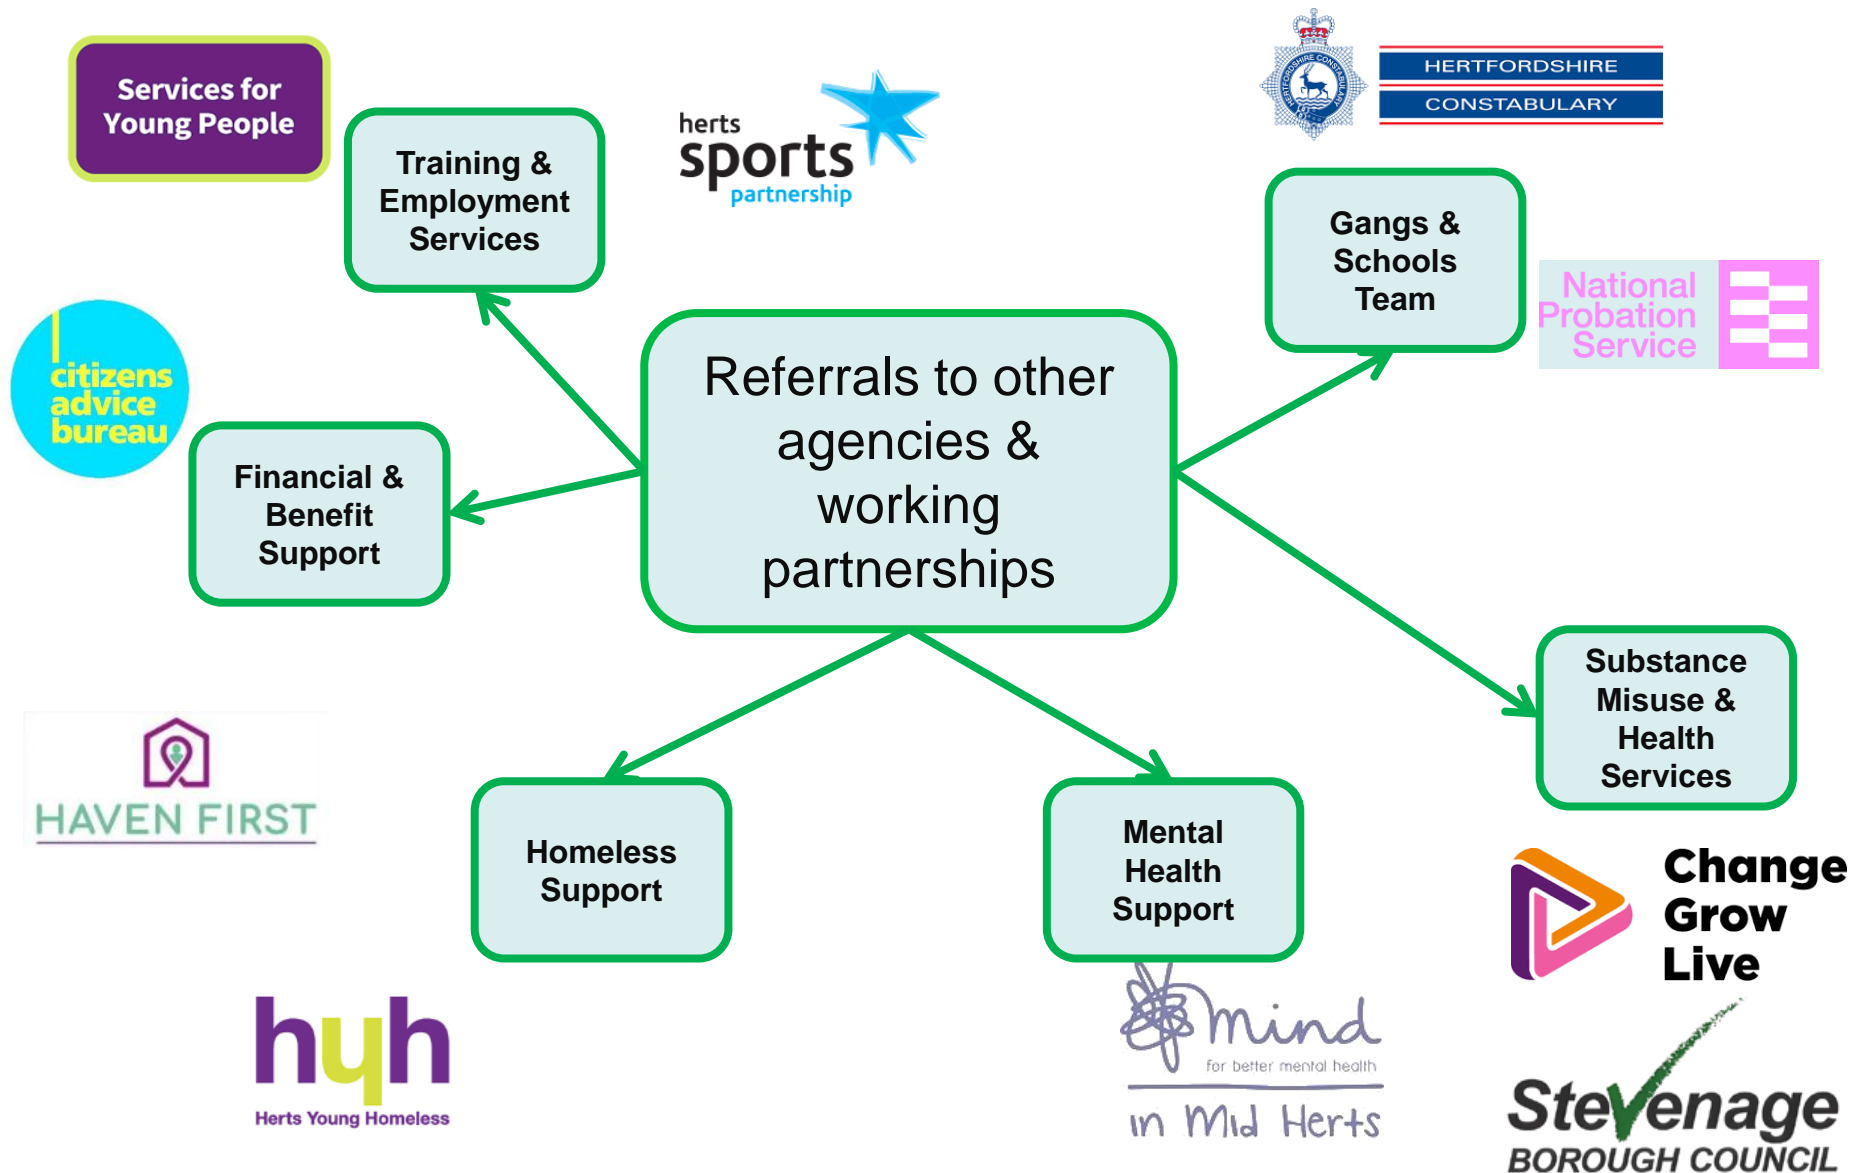 Services for
Young People
Training &
Employment
Services
herts
sports
partnership
HERTFORDSHIRE
CONSTABULARY
Gangs &
Schools
Team
National
Probation
Service
citizens
advice
bureau
Financial &
Benefit
Support
Referrals to other
agencies &
working
partnerships
Substance
Misuse &
Health
Services
HAVEN FIRST
Homeless
Support
Mental
Health
Support
Change
Grow
Live
hyh
Herts Young Homeless
mind
for better mental health
in Mid Herts
Stevenage
BOROUGH COUNCIL